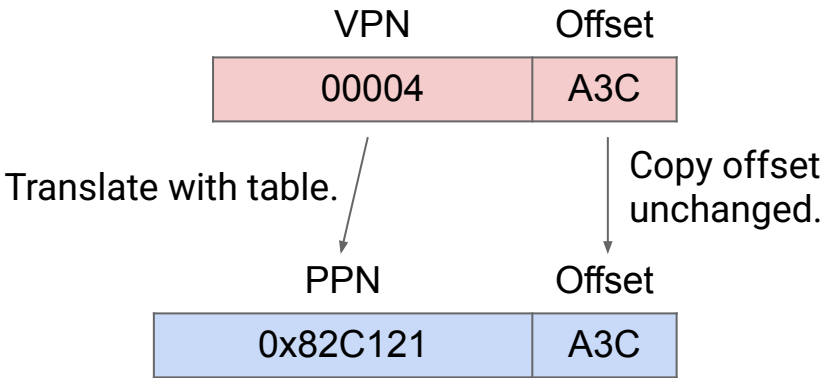 VPN Offset
00004 A3C
Translate with table.
Copy offset
unchanged.
PPN Offset
0x82C121 A3C